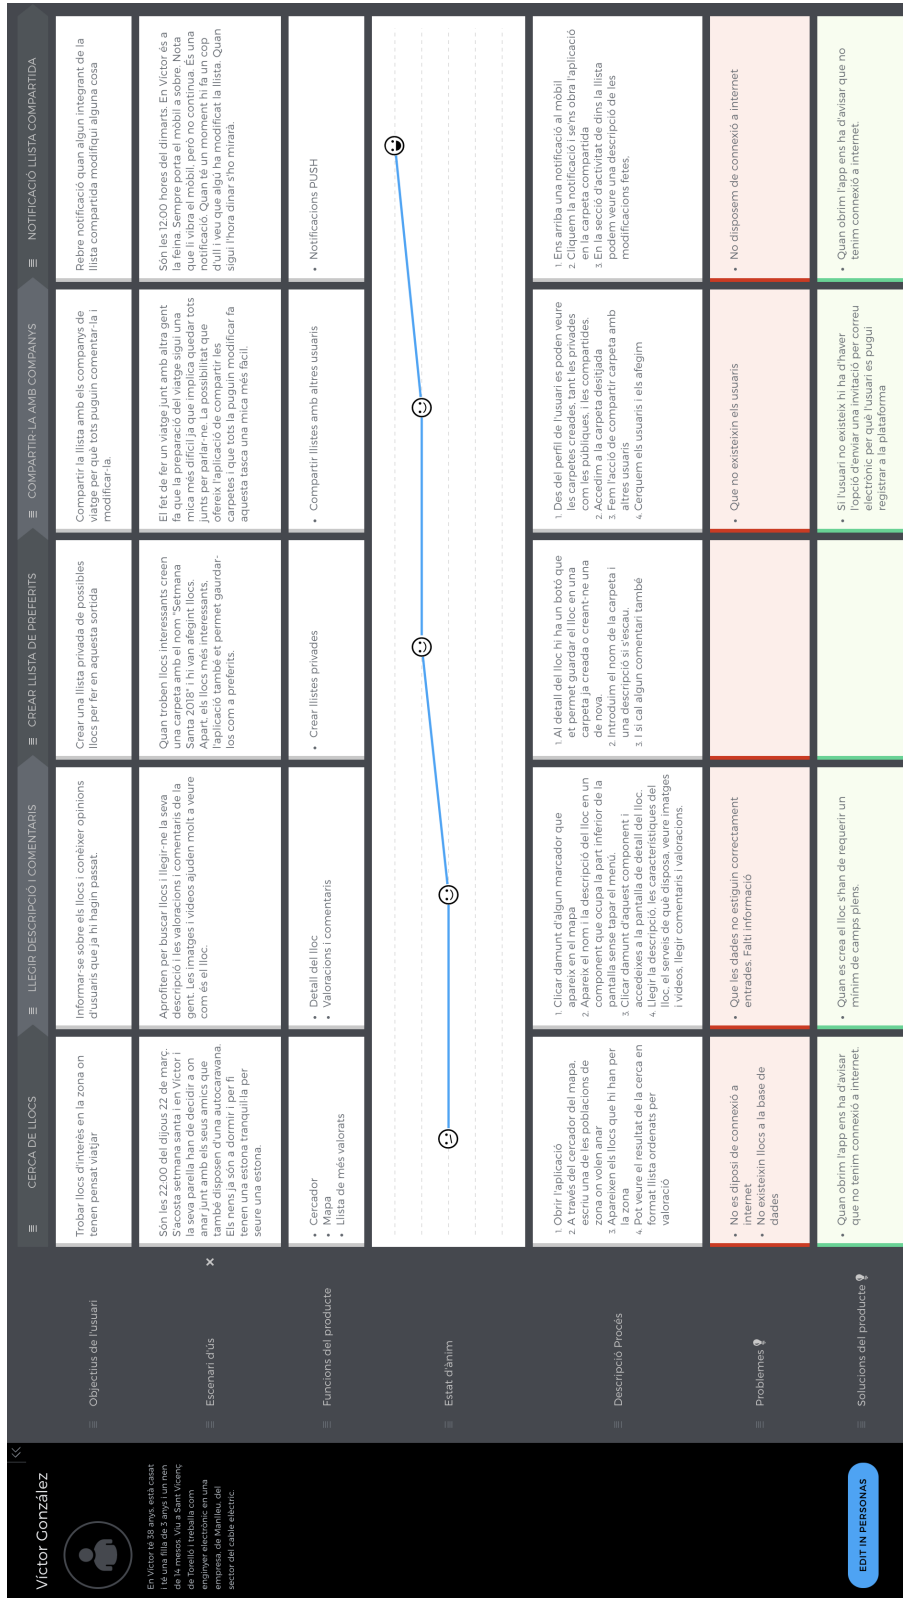 Víctor González
En Víctor té 38 anys, està casat
i té una filla de 3 anys i un nen
de 14 mesos. Viu a Sant Vicenç
de Torelló i treballa com
enginyer electrònic en una
empresa, de Manlleu, del
sector del cable elèctric.
EDIT IN PERSONAS
CERCA DE LLOCS
LLEGIR DESCRIPCIÓ I COMENTARIS
CREAR LLISTA DE PREFERITS
COMPARTIR-LA AMB COMPANYS
NOTIFICACIÓ LLISTA COMPARTIDA
Objectius de l'usuari
Trobar llocs d'interès en la zona on
tenen pensat viatjar
Informar-se sobre els llocs i conèixer opinions
d'usuaris que ja hi hagin passat.
Crear una llista privada de possibles
llocs per fer en aquesta sortida
Compartir la llista amb els companys de
viatge per què tots puguin comentar-la i
modificar-la.
Rebre notificació quan algun integrant de la
llista compartida modifiqui alguna cosa
Escenari d'ús
Són les 22.00 del dijous 22 de març.
S'acosta setmana santa i en Víctor i
la seva parella han de decidir a on
anar junt amb els seus amics que
també disposen d'una autocaravana.
Els nens ja són a dormir i per fi
tenen una estona tranquil·la per
seure una estona.
Aprofiten per buscar llocs i llegir-ne la seva
descripció i les valoracions i comentaris de la
gent. Les imatges i vídeos ajuden molt a veure
com és el lloc.
Quan troben llocs interessants creen
una carpeta amb el nom "Setmana
Santa 2018" i hi van afegint llocs.
Apart, els llocs més interessants,
l'aplicació també et permet gaurdar-
los com a preferits.
El fet de fer un viatge junt amb altra gent
fa que la preparació del viatge sigui una
mica més difícil ja que implica quedar tots
junts per parlar-ne. La possibilitat que
ofereix l'aplicació de compartir les
carpetes i que tots la puguin modificar fa
aquesta tasca una mica més fàcil.
Són les 12.00 hores del dimarts. En Víctor és a
la feina. Sempre porta el mòbil a sobre. Nota
que li vibra el mòbil, però no continua. És una
notificació. Quan té un moment hi fa un cop
d'ull i veu que algú ha modificat la llista. Quan
sigui l'hora dinar s'ho mirarà.
Funcions del producte
• Cercador
• Mapa
• Llista de més valorats
• Detall del lloc
• Valoracions i comentaris
• Crear llistes privades
• Compartir llistes amb altres usuaris
• Notificacions PUSH
Estat d'ànim
Descripció Procés
1. Obrir l'aplicació
2. A través del cercador del mapa,
escriu una de les poblacions de
zona on volen anar
3. Apareixen els llocs que hi han per
la zona
4. Pot veure el resultat de la cerca en
format llista ordenats per
valoració
1. Clicar damunt d'algun marcador que
apareix en el mapa
2. Apareix el nom i la descripció del lloc en un
component que ocupa la part inferior de la
pantalla sense tapar el menú.
3. Clicar damunt d'aquest component i
accedeixes a la pantalla de detall del lloc.
4. Llegir la descripció, les característiques del
lloc, el serveis de què disposa, veure imatges
i vídeos, llegir comentaris i valoracions.
1. Al detall del lloc hi ha un botó que
et permet guardar el lloc en una
carpeta ja creada o creant-ne una
de nova.
2. Introduïm el nom de la carpeta i
una descripció si s'escau.
3. I si cal algun comentari també
1. Des del perfil de l'usuari es poden veure
les carpetes creades, tant les privades
com les públiques, i les compartides.
2. Accedim a la carpeta desitjada
3. Fem l'acció de compartir carpeta amb
altres usuaris
4. Cerquem els usuaris i els afegim
1. Ens arriba una notificació al mòbil
2. Cliquem la notificació i se'ns obra l'aplicació
en la carpeta compartida
3. En la secció d'activitat de dins la llista
podem veure una descripció de les
modificacions fetes.
Problemes
• No es diposi de connexió a
internet
• No existeixin llocs a la base de
dades
• Que les dades no estiguin correctament
entrades. Falti informació
• Que no existeixin els usuaris
• No disposem de connexió a internet
Solucions del producte
• Quan obrim l'app ens ha d'avisar
que no tenim connexió a internet.
• Quan es crea el lloc s'han de requerir un
mínim de camps plens.
• Si l'usuari no existeix hi ha d'haver
l'opció d'enviar una invitació per correu
electrònic per què l'usuari es pugui
registrar a la plataforma
• Quan obrim l'app ens ha d'avisar que no
tenim connexió a internet.